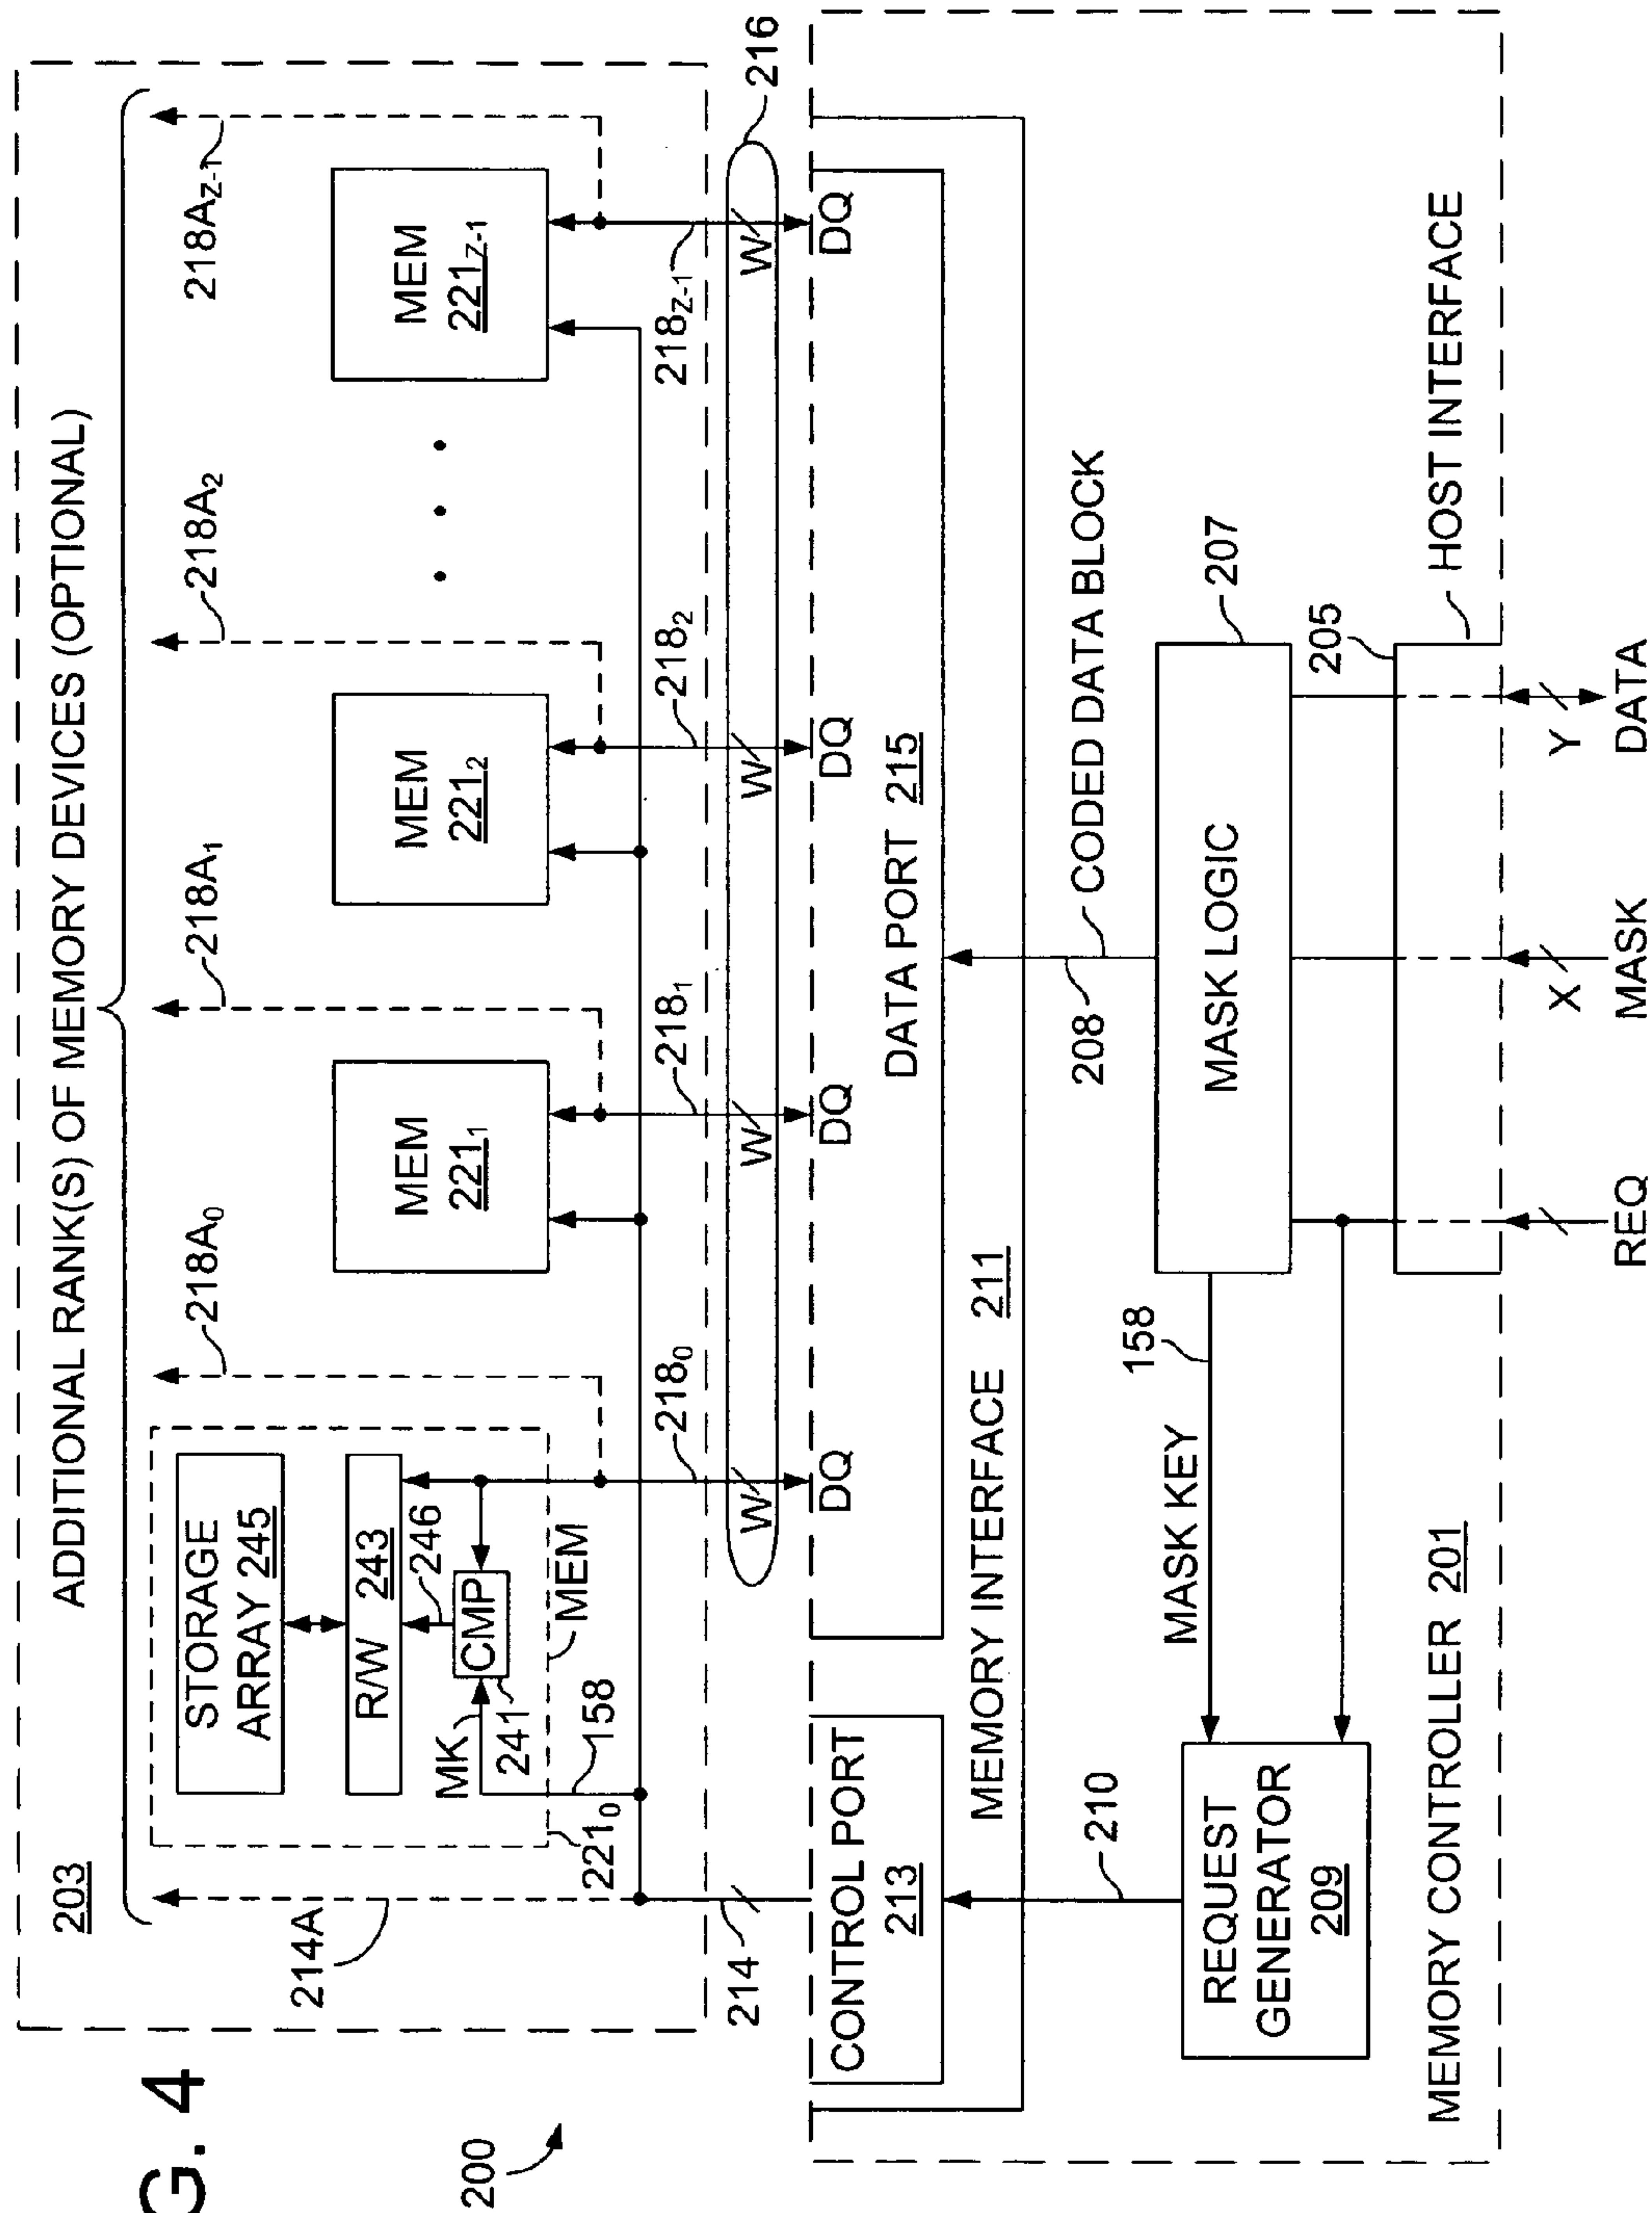 G. 4
200
203
ADDITIONAL RANK(S) OF MEMORY DEVICES (OPTIONAL)
214A
218A0
218A1
218A2
218AZ-1
STORAGE
ARRAY 245
R/W 243
246
CMP
MK
241
158
MEM
2210
MEM
2211
MEM
2212
MEM
221Z-1
• • •
214
2180
2181
2182
218Z-1
216
W
W
W
W
DQ
DQ
DQ
DQ
CONTROL PORT
213
DATA PORT 215
MEMORY INTERFACE 211
210
208
CODED DATA BLOCK
MASK KEY
158
REQUEST
GENERATOR
209
MASK LOGIC
207
205
HOST INTERFACE
MEMORY CONTROLLER 201
X
Y
REQ
MASK
DATA